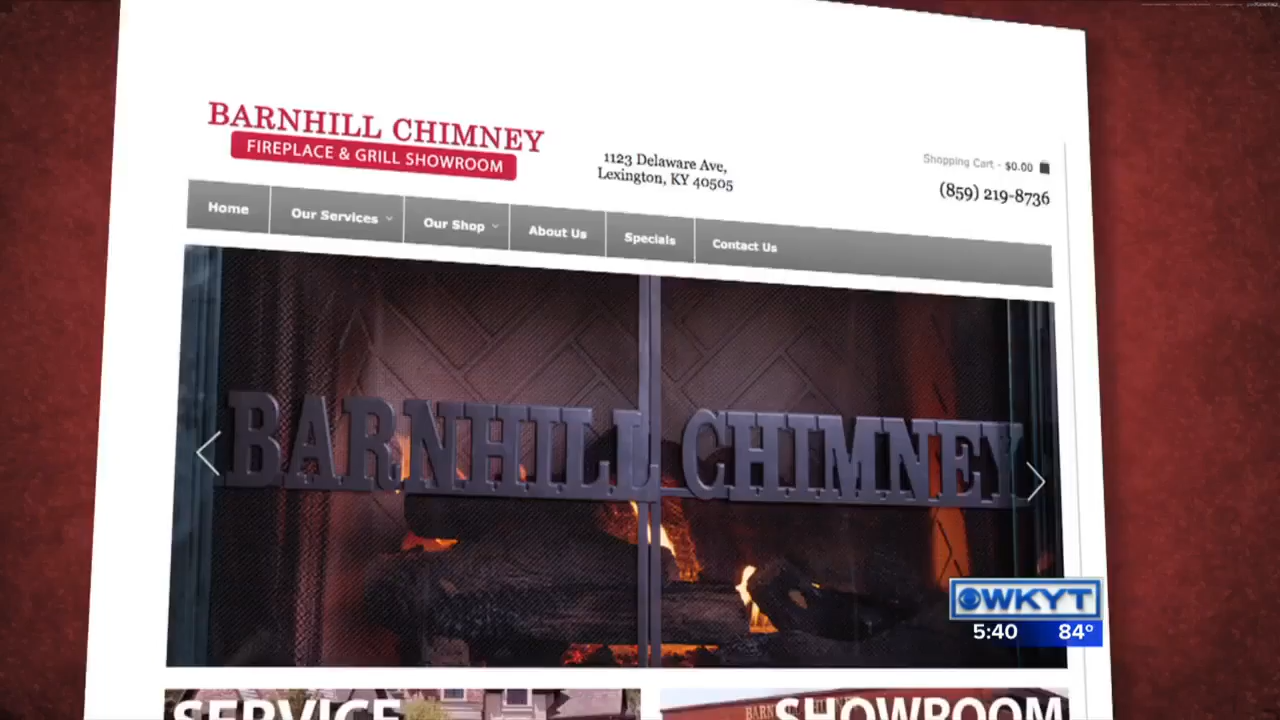 BARNHILL CHIMNEY
FIREPLACE & GRILL SHOWROOM
1123 Delaware Ave,
Lexington, KY 40505
Shopping Cart - $0.00
(859) 219-8736
Home
Our Services
Our Shop
About Us
Specials
Contact Us
BARNHILL CHIMNEY
WKYT
5:40 84°
SERVICE
SHOWROOM